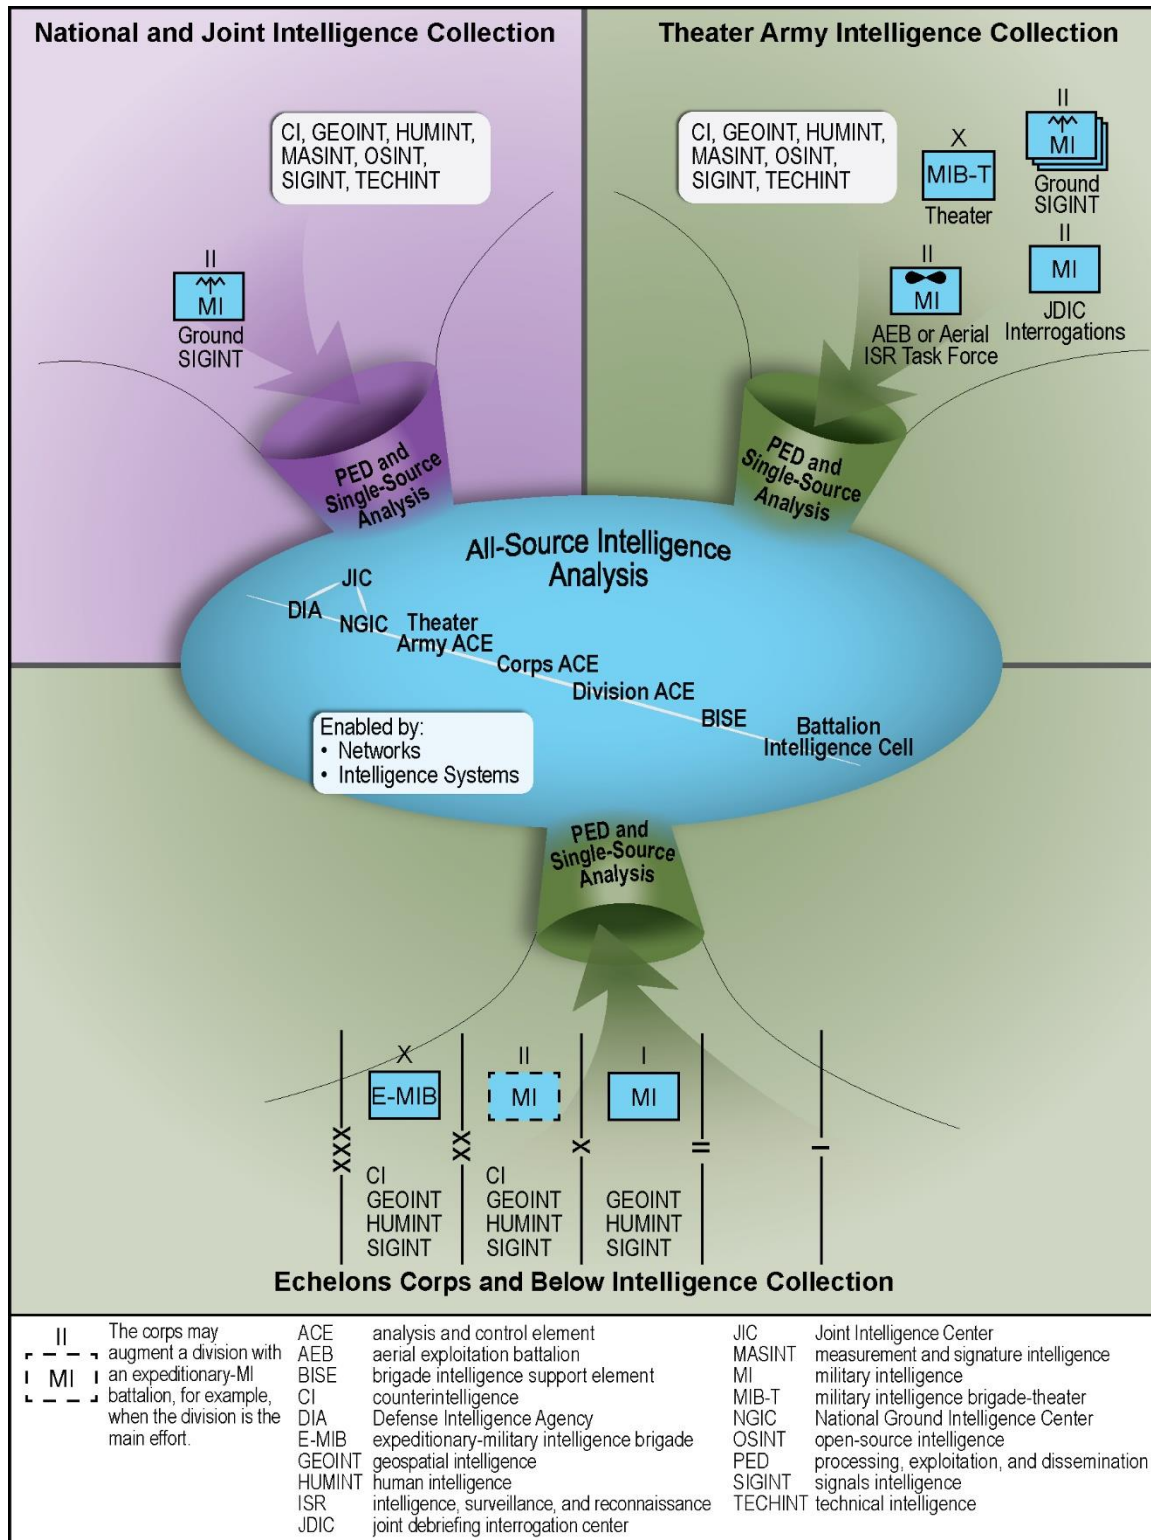 National and Joint Intelligence Collection
CI, GEOINT, HUMINT,
MASINT, OSINT,
SIGINT, TECHINT
II
MI
Ground
SIGINT
PED and
Single-Source
Analysis
Theater Army Intelligence Collection
CI, GEOINT, HUMINT,
MASINT, OSINT,
SIGINT, TECHINT
X
MIB-T
Theater
II
MI
Ground
SIGINT
II
MI
AEB or Aerial
ISR Task Force
II
MI
JDIC
Interrogations
PED and
Single-Source
Analysis
All-Source Intelligence
Analysis
JIC
DIA
NGIC
Theater
Army ACE
Corps ACE
Division ACE
BISE
Battalion
Intelligence Cell
Enabled by:
• Networks
• Intelligence Systems
PED and
Single-Source
Analysis
XXX
X
E-MIB
CI
GEOINT
HUMINT
SIGINT
XX
II
MI
CI
GEOINT
HUMINT
SIGINT
X
I
MI
GEOINT
HUMINT
SIGINT
II
I
Echelons Corps and Below Intelligence Collection
II
MI
The corps may
augment a division with
an expeditionary-MI
battalion, for example,
when the division is the
main effort.
ACE analysis and control element
AEB aerial exploitation battalion
BISE brigade intelligence support element
CI counterintelligence
DIA Defense Intelligence Agency
E-MIB expeditionary-military intelligence brigade
GEOINT geospatial intelligence
HUMINT human intelligence
ISR intelligence, surveillance, and reconnaissance
JDIC joint debriefing interrogation center
JIC Joint Intelligence Center
MASINT measurement and signature intelligence
MI military intelligence
MIB-T military intelligence brigade-theater
NGIC National Ground Intelligence Center
OSINT open-source intelligence
PED processing, exploitation, and dissemination
SIGINT signals intelligence
TECHINT technical intelligence